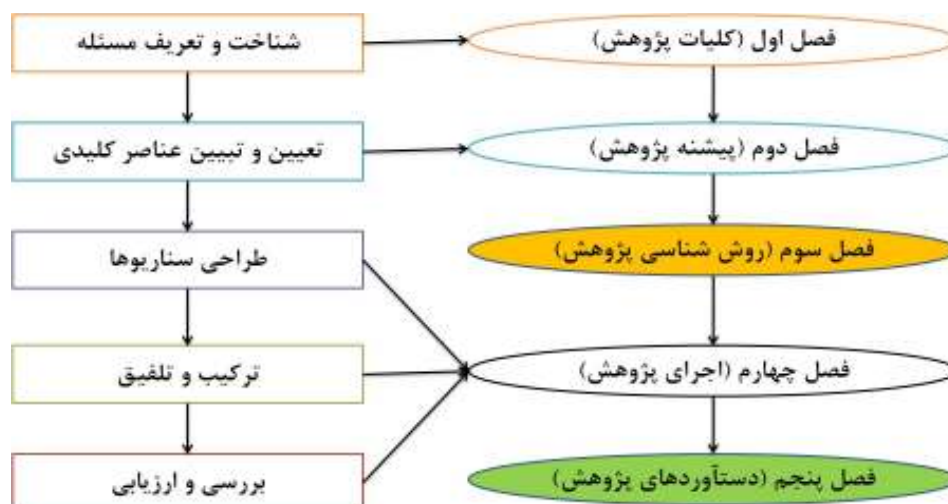 شناخت و تعریف مسئله
فصل اول (کلیات پژوهش)
تعیین و تبیین عناصر کلیدی
فصل دوم (پیشنه پژوهش)
طراحی سناریوها
فصل سوم (روش شناسی پژوهش)
ترکیب و تلفیق
فصل چهارم (اجرای پژوهش)
بررسی و ارزیابی
فصل پنجم (دستآوردهای پژوهش)